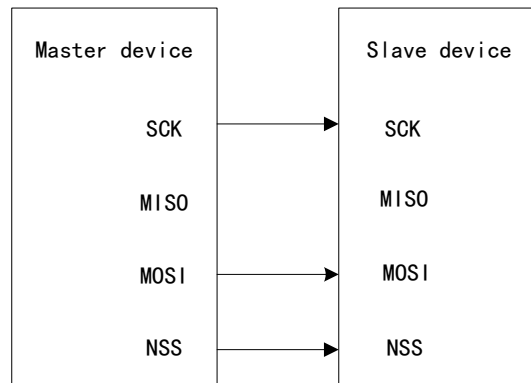 Master device
SCK
MISO
MOSI
NSS
Slave device
SCK
MISO
MOSI
NSS